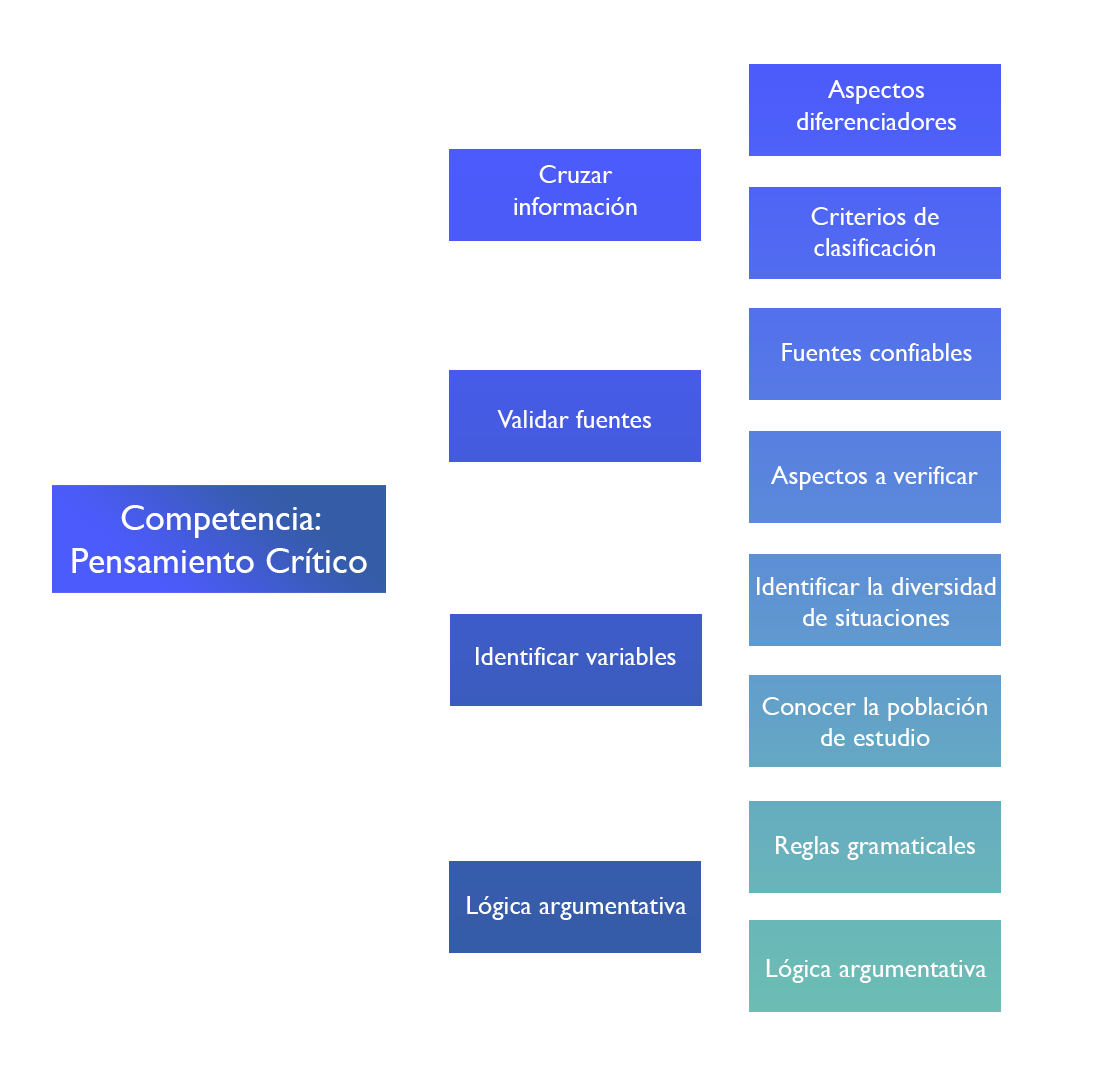 Competencia:
Pensamiento Crítico
Cruzar
información
Aspectos
diferenciadores
Criterios de
clasificación
Validar fuentes
Fuentes confiables
Aspectos a verificar
Identificar variables
Identificar la diversidad
de situaciones
Conocer la población
de estudio
Lógica argumentativa
Reglas gramaticales
Lógica argumentativa